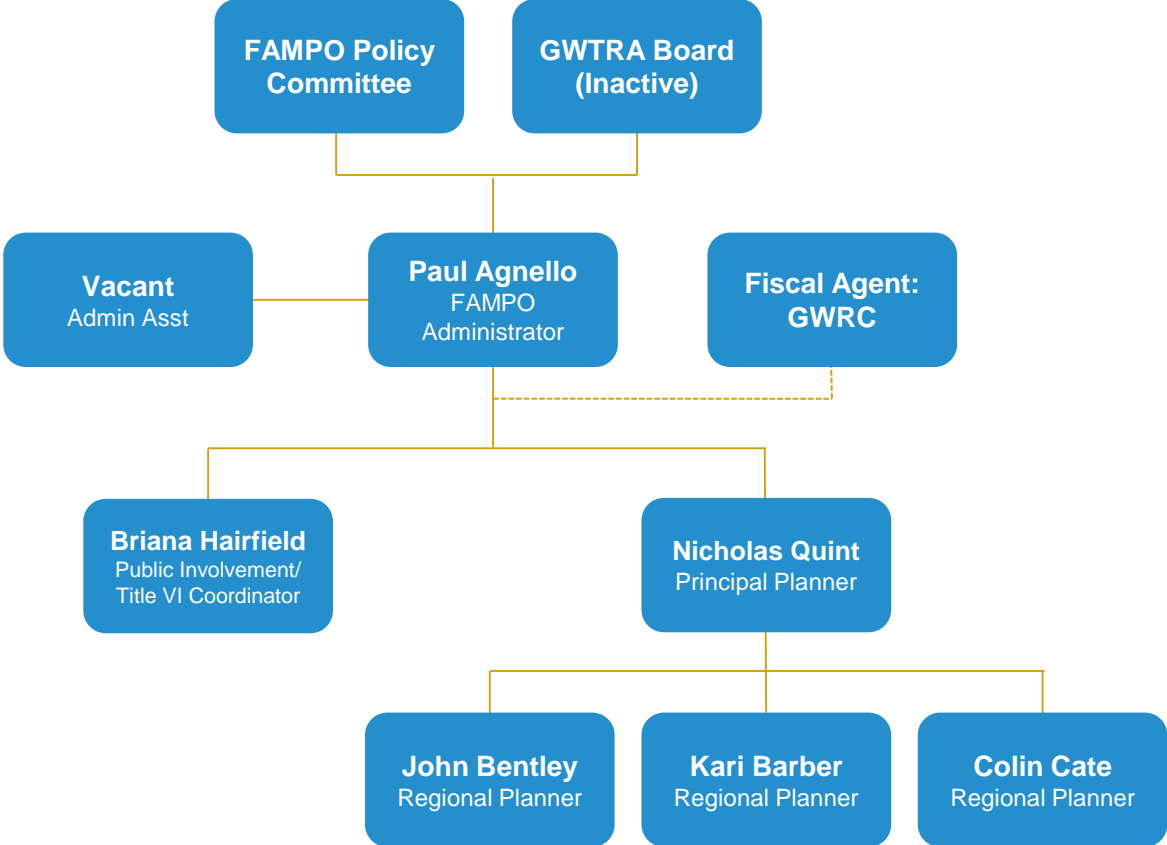 FAMPO Policy
Committee
GWTRA Board
(Inactive)
Vacant
Admin Asst
Paul Agnello
FAMPO
Administrator
Fiscal Agent:
GWRC
Briana Hairfield
Public Involvement/
Title VI Coordinator
Nicholas Quint
Principal Planner
John Bentley
Regional Planner
Kari Barber
Regional Planner
Colin Cate
Regional Planner